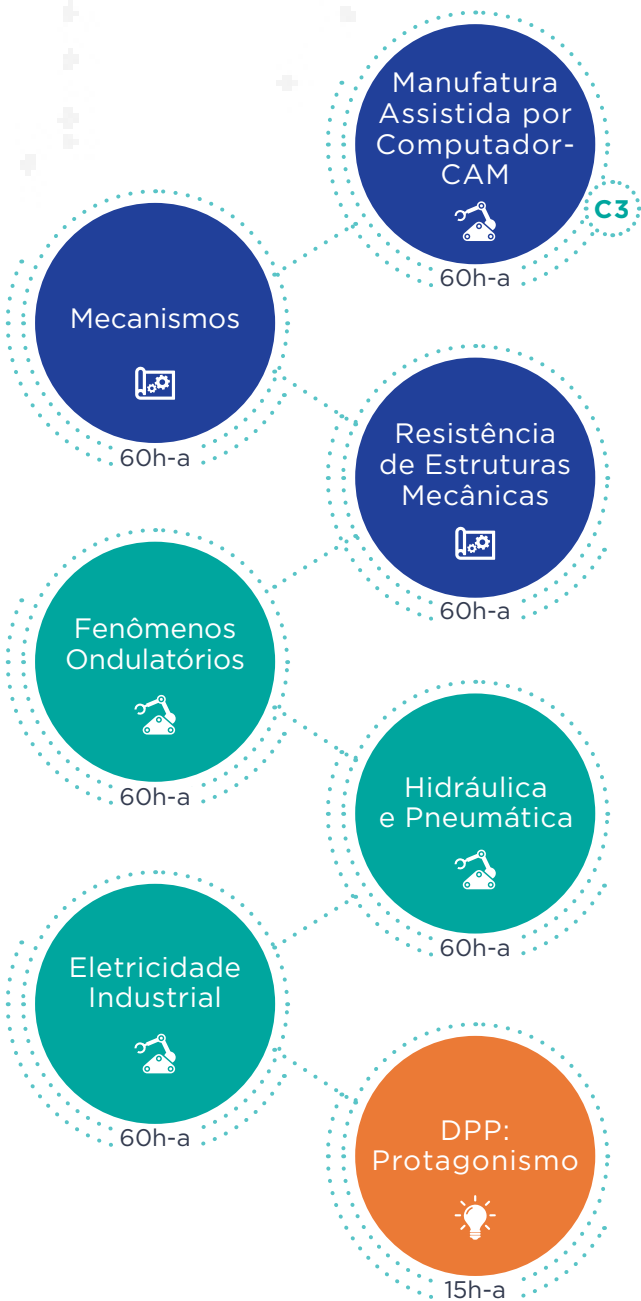 Manufatura
Assistida por
Computador-
CAM
C3
60h-a
Mecanismos
60h-a
Resistência
de Estruturas
Mecânicas
60h-a
Fenômenos
Ondulatórios
60h-a
Hidráulica
e Pneumática
60h-a
Eletricidade
Industrial
60h-a
DPP:
Protagonismo
15h-a